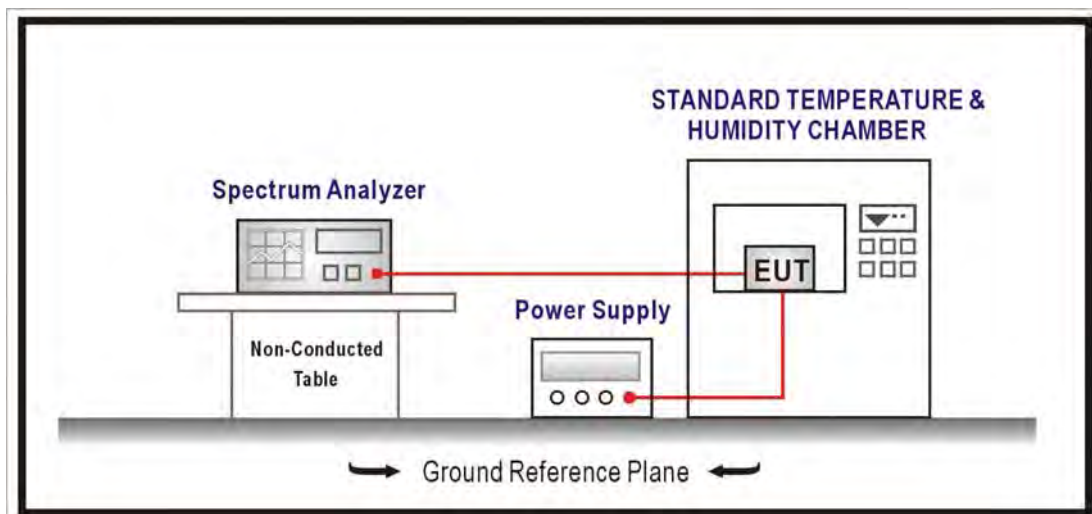 STANDARD TEMPERATURE &
HUMIDITY CHAMBER
Spectrum Analyzer
EUT
Power Supply
Non-Conducted
Table
Ground Reference Plane